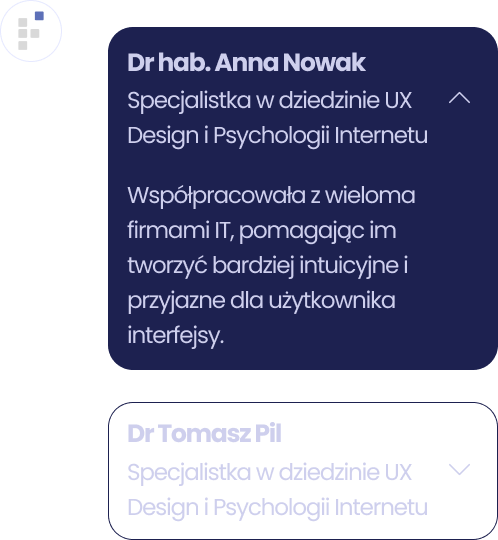 Dr hab. Anna Nowak
Specjalistka w dziedzinie UX
Design i Psychologii Internetu
Współpracowała z wieloma
firmami IT, pomagając im
tworzyć bardziej intuicyjne i
przyjazne dla użytkownika
interfejsy.
Dr Tomasz Pil
Specjalistka w dziedzinie UX
Design i Psychologii Internetu